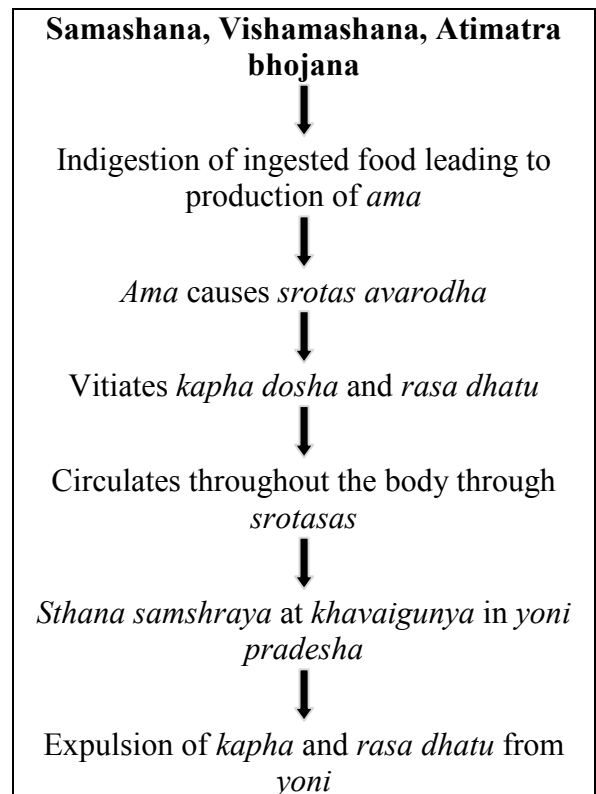 Samashana, Vishamashana, Atimatra
bhojana
Indigestion of ingested food leading to
production of ama
Ama causes srotas avarodha
Vitiates kapha dosha and rasa dhatu
Circulates throughout the body through
srotasas
Sthana samshraya at khavaigunya in yoni
pradesha
Expulsion of kapha and rasa dhatu from
yoni